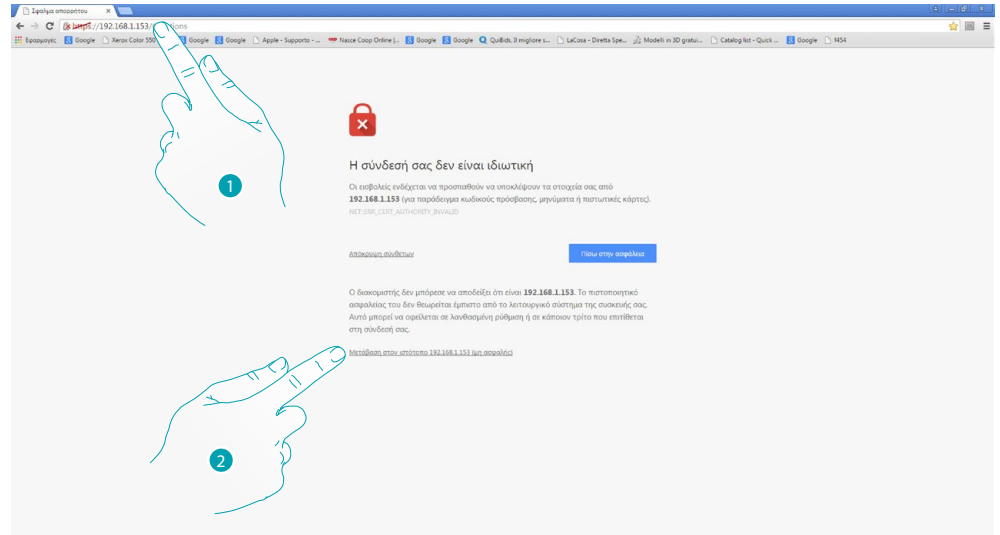 Σφάλμα απορρήτου
https://192.168.1.153/ ions
Εφαρμογές Google Xerox Color 550 Google Google Apple - Supporto - ... Nasce Coop Online |... Google Google QuiBids. Il migliore s... LaCosa - Diretta Spe... Modelli in 3D gratui... Catalog list - Quick ... Google f454
Η σύνδεσή σας δεν είναι ιδιωτική
Οι εισβολείς ενδέχεται να προσπαθούν να υποκλέψουν τα στοιχεία σας από
192.168.1.153 (για παράδειγμα κωδικούς πρόσβασης, μηνύματα ή πιστωτικές κάρτες).
NET::ERR_CERT_AUTHORITY_INVALID
Απόκρυψη σύνθετων
Πίσω στην ασφάλεια
Ο διακομιστής δεν μπόρεσε να αποδείξει ότι είναι 192.168.1.153. Το πιστοποιητικό
ασφαλείας του δεν θεωρείται έμπιστο από το λειτουργικό σύστημα της συσκευής σας.
Αυτό μπορεί να οφείλεται σε λανθασμένη ρύθμιση ή σε κάποιον τρίτο που επιτίθεται
στη σύνδεσή σας.
Μετάβαση στον ιστότοπο 192.168.1.153 (μη ασφαλής)
1
2